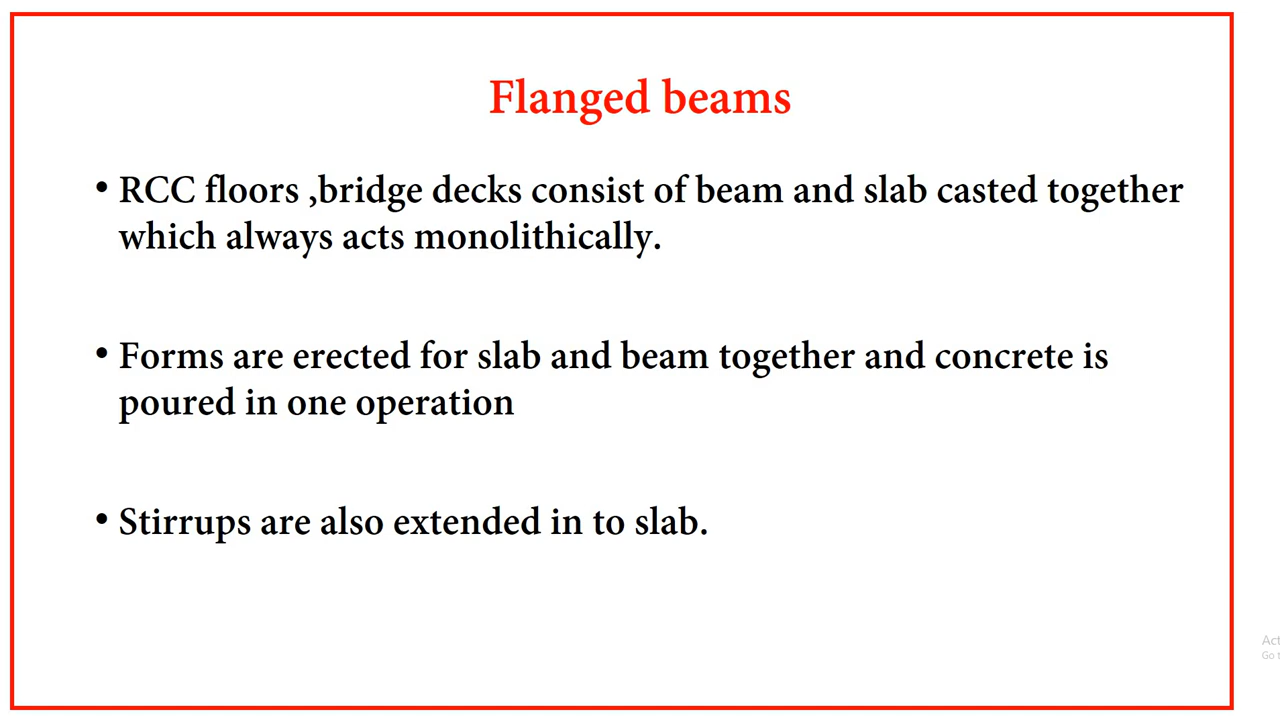 Flanged beams
• RCC floors ,bridge decks consist of beam and slab casted together
which always acts monolithically.
• Forms are erected for slab and beam together and concrete is
poured in one operation
• Stirrups are also extended in to slab.
Act
Go t